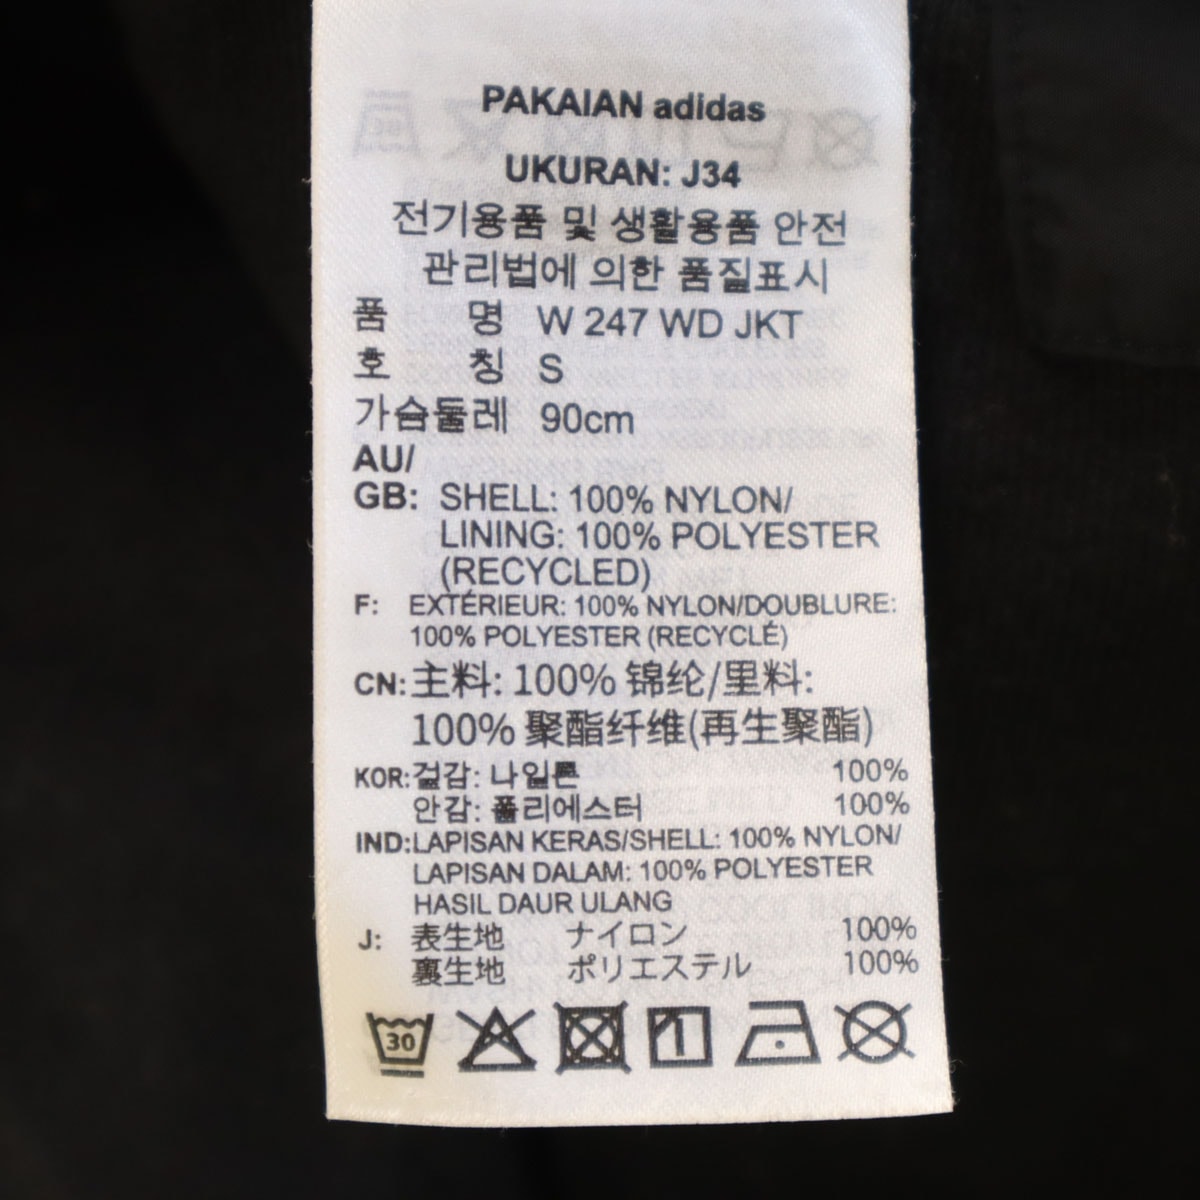 PAKAIAN adidas
UKURAN: J34
전기용품 및 생활용품 안전
관리법에 의한 품질표시
품 명 W 247 WD JKT
호 칭 S
가슴둘레 90cm
AU/
GB: SHELL: 100% NYLON/
LINING: 100% POLYESTER
(RECYCLED)
F: EXTÉRIEUR: 100% NYLON/DOUBLURE:
100% POLYESTER (RECYCLÉ)
CN: 主料: 100% 锦纶/里料:
100% 聚酯纤维(再生聚酯)
KOR: 겉감: 나일론 100%
안감: 폴리에스터 100%
IND: LAPISAN KERAS/SHELL: 100% NYLON/
LAPISAN DALAM: 100% POLYESTER
HASIL DAUR ULANG
J: 表生地 ナイロン 100%
裏生地 ポリエステル 100%
30 1